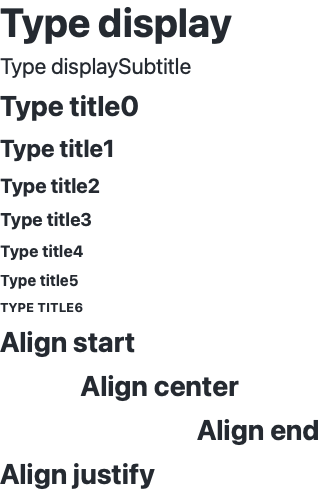 Type display
Type displaySubtitle
Type title0
Type title1
Type title2
Type title3
Type title4
Type title5
TYPE TITLE6
Align start
Align center
Align end
Align justify